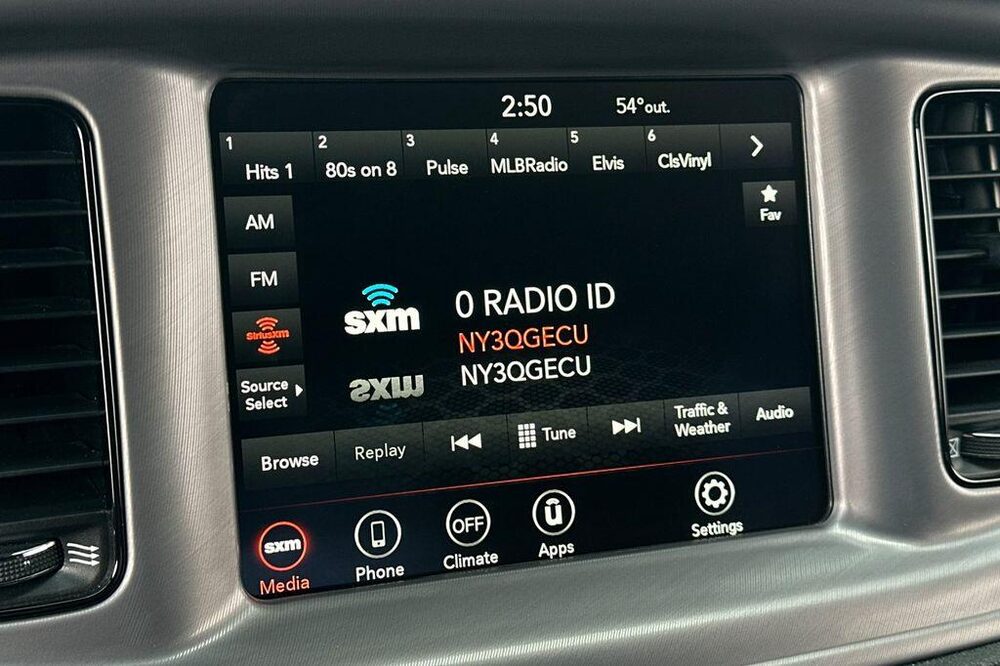 2:50 54°out.
1 Hits 1 2 80s on 8 3 Pulse 4 MLBRadio 5 Elvis 6 ClsVinyl
Fav
AM
FM
SiriusXM
Source
Select
sxm
0 RADIO ID
NY3QGECU
NY3QGECU
Browse Replay Tune Traffic &
Weather Audio
sxm OFF u
Media Phone Climate Apps Settings